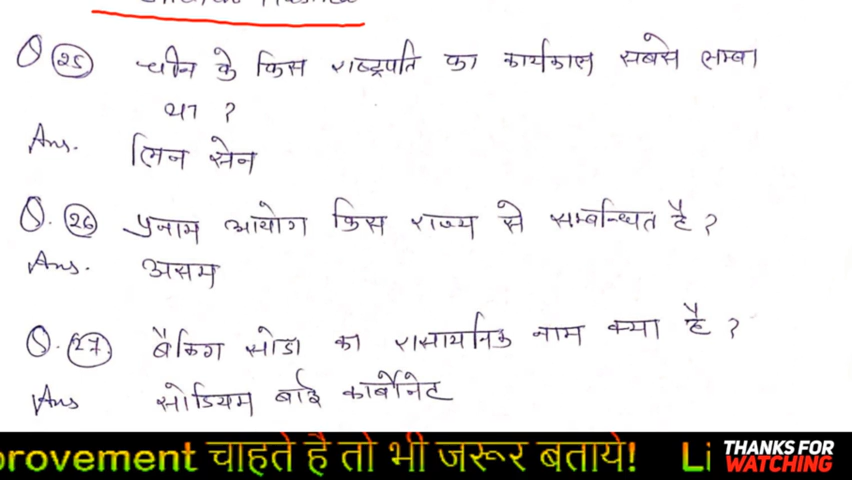 Q 25 चीन के किस राष्ट्रपति का कार्यकाल सबसे लम्बा
था ?
Ans. लिन सेन
Q. 26 पुनाम आयोग किस राज्य से सम्बन्धित है ?
Ans. असम
Q. 27. बैकिंग सोडा का रासायनिक नाम क्या है ?
Ans सोडियम बाई कार्बोनेट
provement चाहते है तो भी जरूर बताये! Li
THANKS FOR
WATCHING